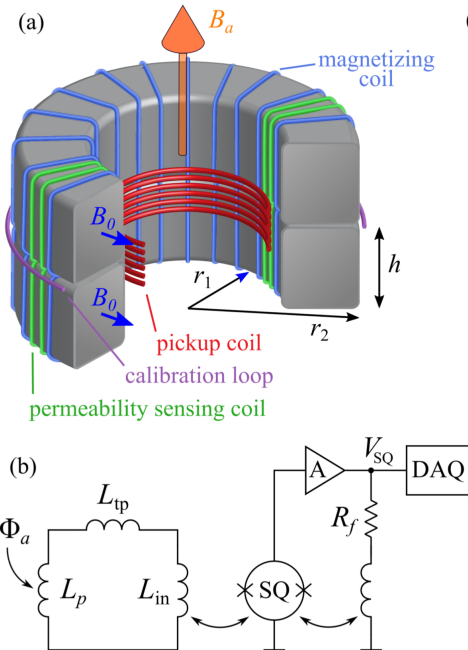 (a)
B_a
magnetizing
coil
B_0
B_0
r_1
h
r_2
pickup coil
calibration loop
permeability sensing coil
(b)
V_SQ
A
DAQ
L_tp
R_f
Φ_a
L_p
L_in
SQ